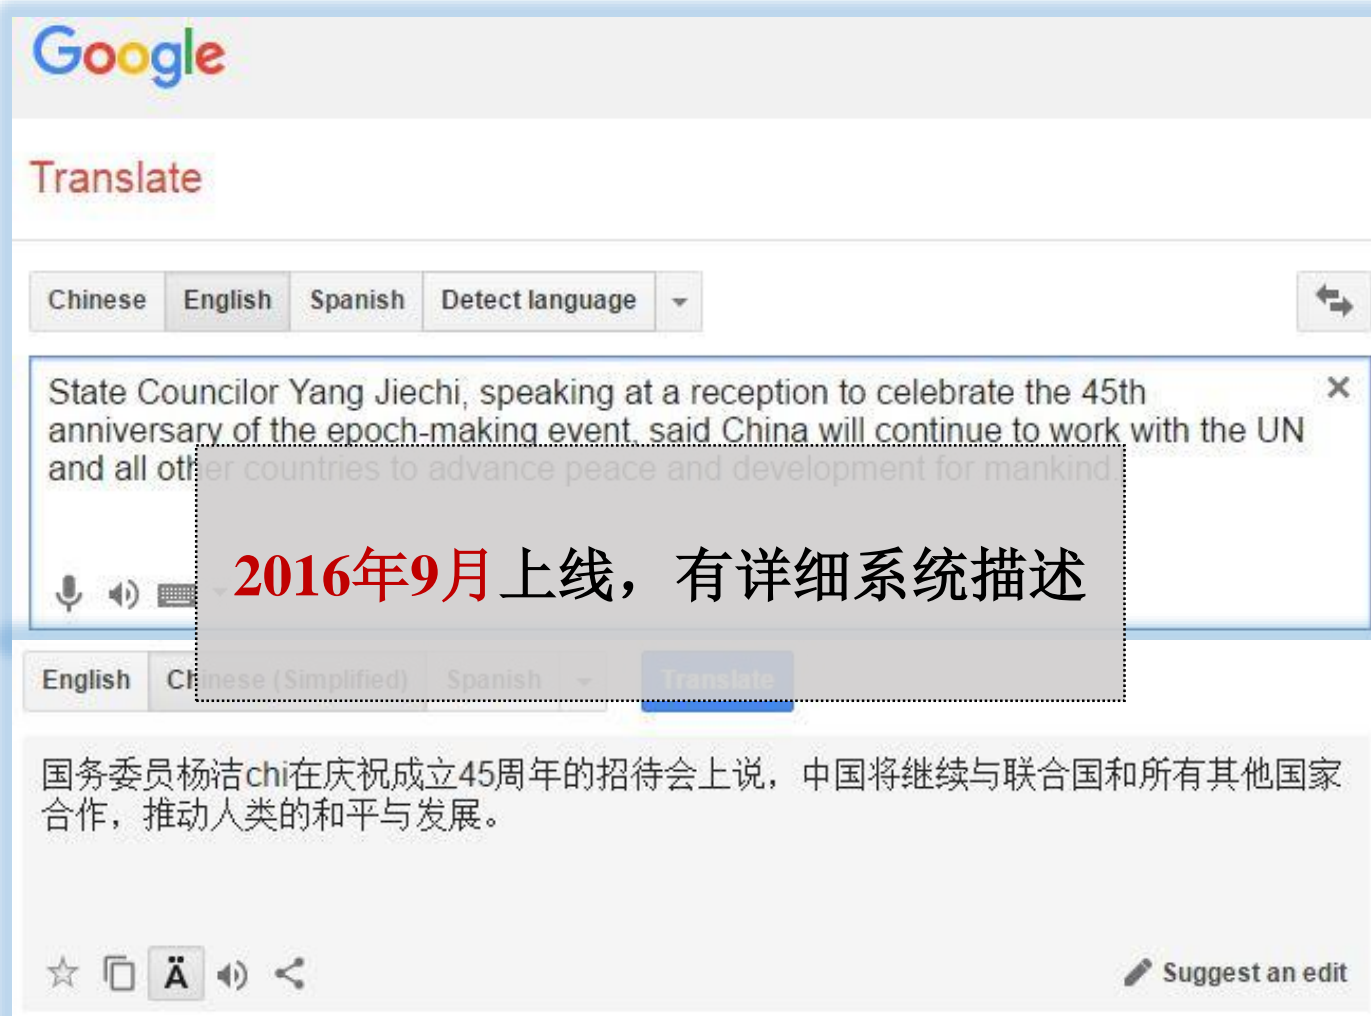 Google
Translate
Chinese English Spanish Detect language
State Councilor Yang Jiechi, speaking at a reception to celebrate the 45th
anniversary of the epoch-making event, said China will continue to work with the UN
and all other countries to advance peace and development for mankind.
2016年9月上线，有详细系统描述
English Chinese (Simplified) Spanish Translate
国务委员杨洁chi在庆祝成立45周年的招待会上说，中国将继续与联合国和所有其他国家
合作，推动人类的和平与发展。
Ä
Suggest an edit